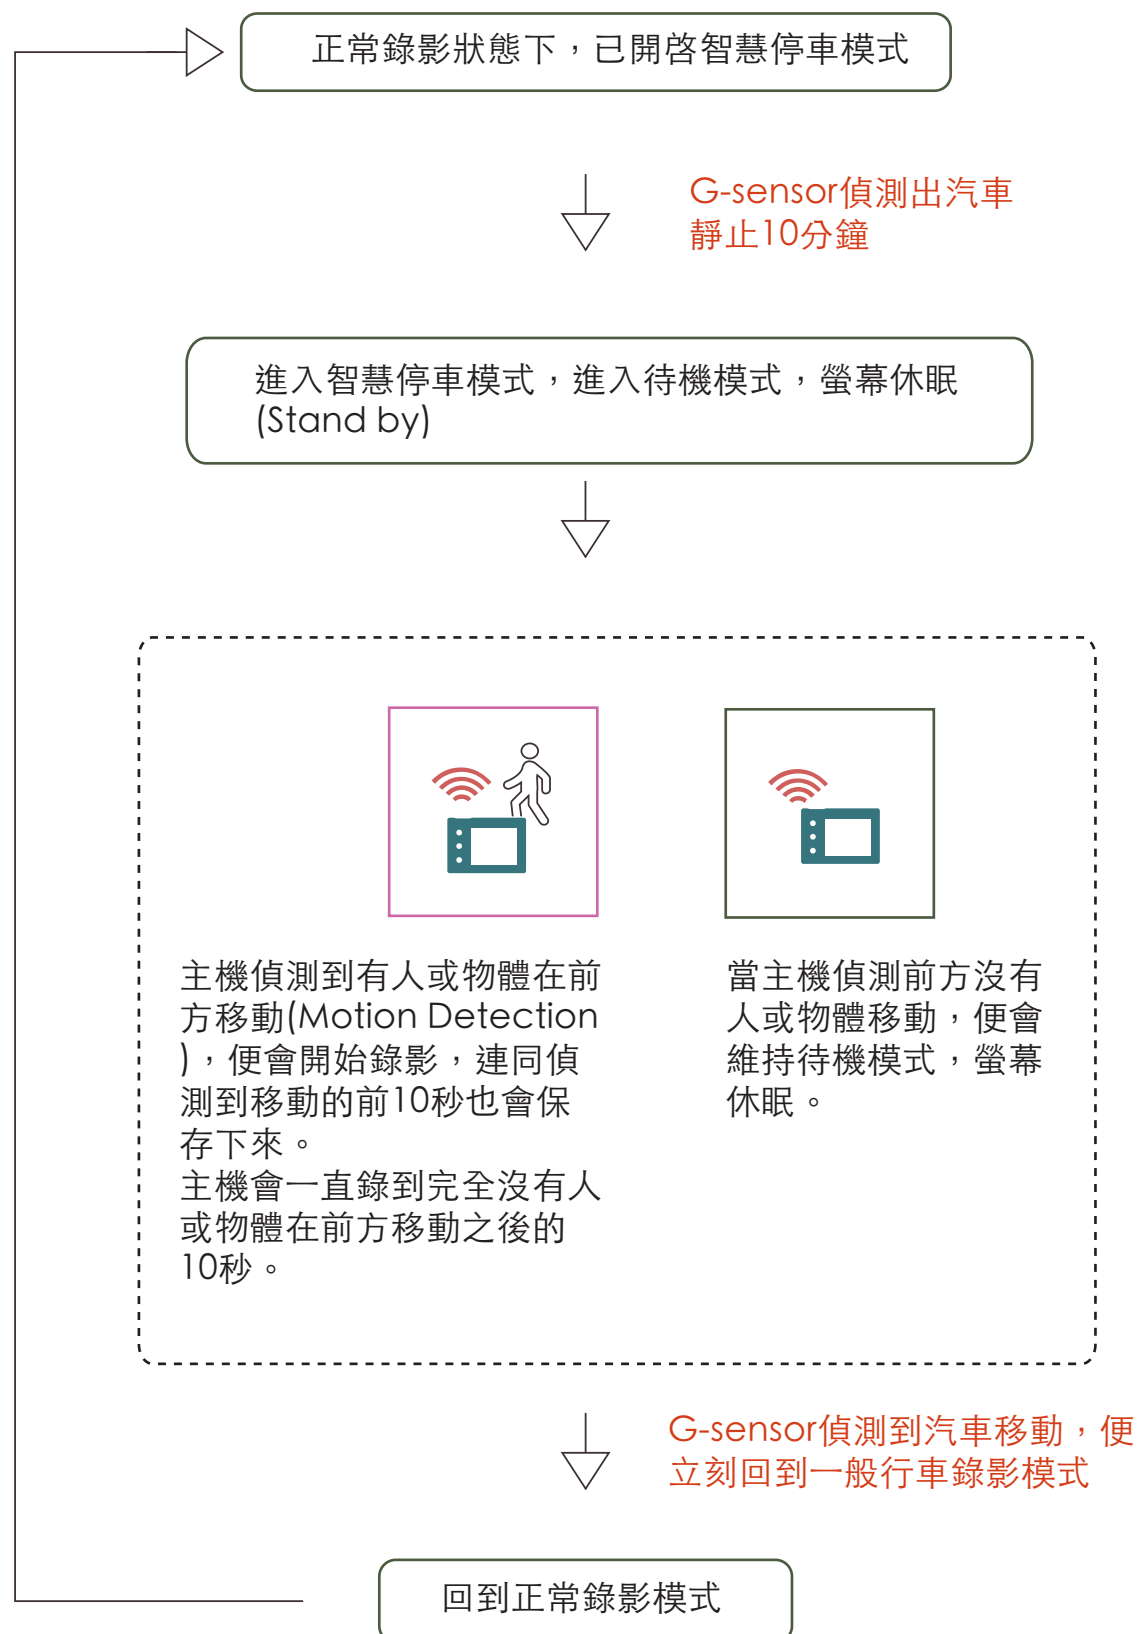 正常錄影狀態下，已開啓智慧停車模式
G-sensor偵測出汽車
靜止10分鐘
進入智慧停車模式，進入待機模式，螢幕休眠
(Stand by)
主機偵測到有人或物體在前
方移動(Motion Detection
)，便會開始錄影，連同偵
測到移動的前10秒也會保
存下來。
主機會一直錄到完全沒有人
或物體在前方移動之後的
10秒。
當主機偵測前方沒有
人或物體移動，便會
維持待機模式，螢幕
休眠。
G-sensor偵測到汽車移動，便
立刻回到一般行車錄影模式
回到正常錄影模式